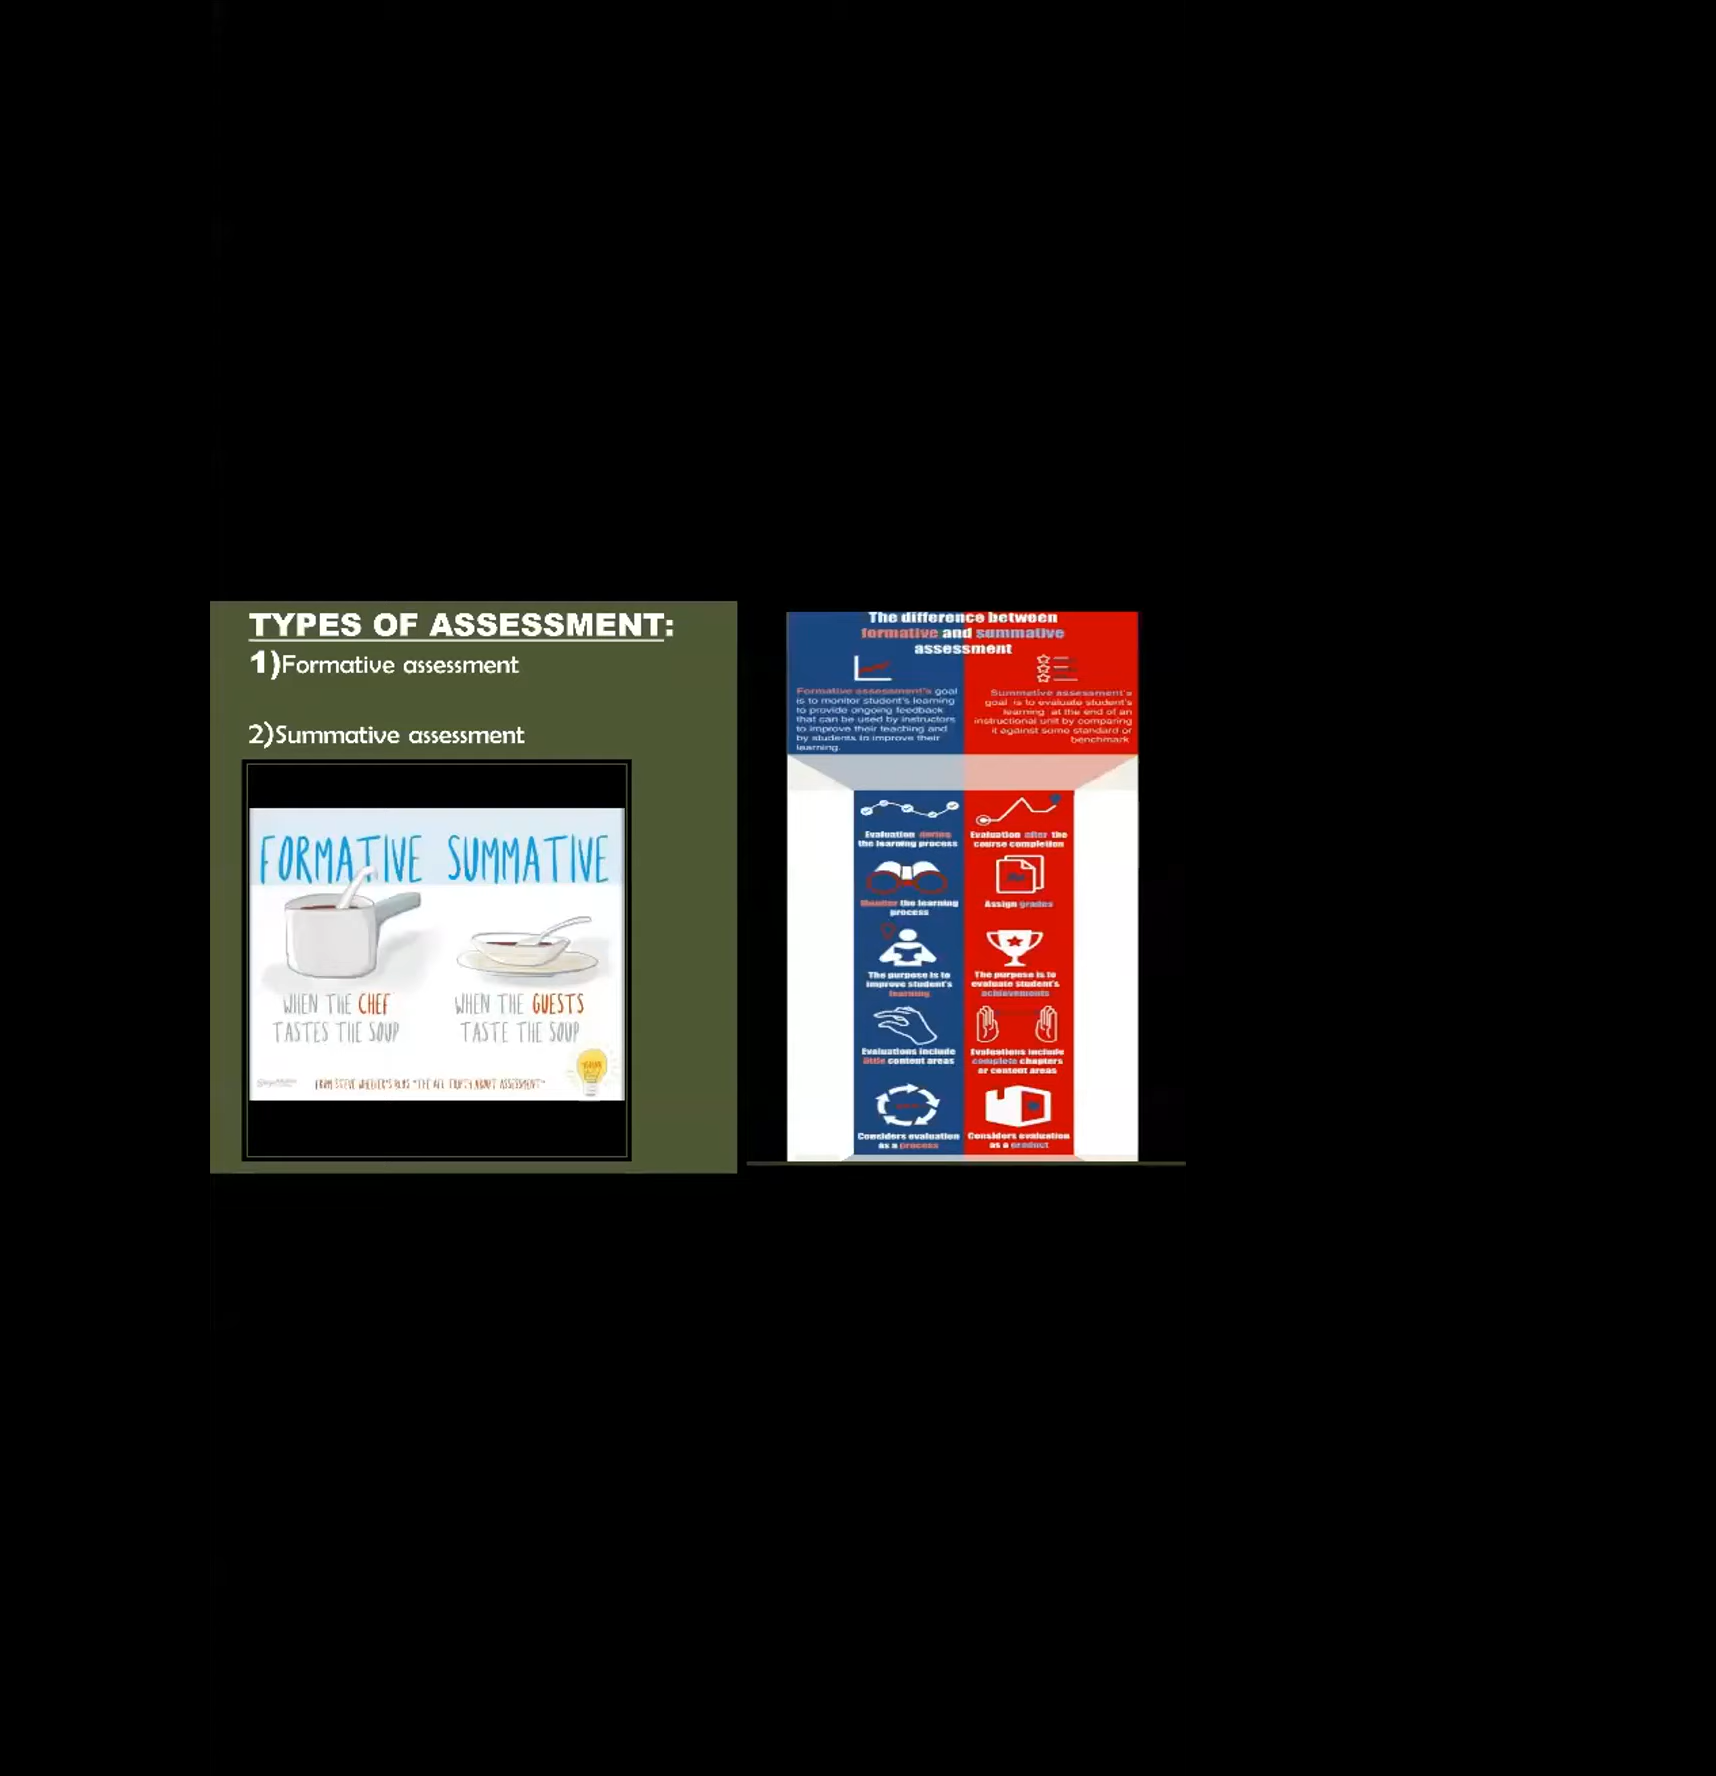 TYPES OF ASSESSMENT:
1)Formative assessment
2)Summative assessment
FORMATIVE SUMMATIVE
WHEN THE CHEF
TASTES THE SOUP
WHEN THE GUESTS
TASTE THE SOUP
The difference between
formative and summative
assessment
Formative assessment's goal
is to monitor student's learning
to provide ongoing feedback
that can be used by instructors
to improve their teaching and
by students to improve their
learning.
Summative assessment's
goal is to evaluate student's
learning at the end of an
instructional unit by comparing
it against some standard or
benchmark
Evaluation during
the learning process
Evaluation after the
course completion
Monitor the learning
process
Assign grades
The purpose is to
improve student's
learning
The purpose is to
evaluate student's
achievements
Evaluations include
little content areas
Evaluations include
complete chapters
or content areas
Considers evaluation
as a process
Considers evaluation
as a product